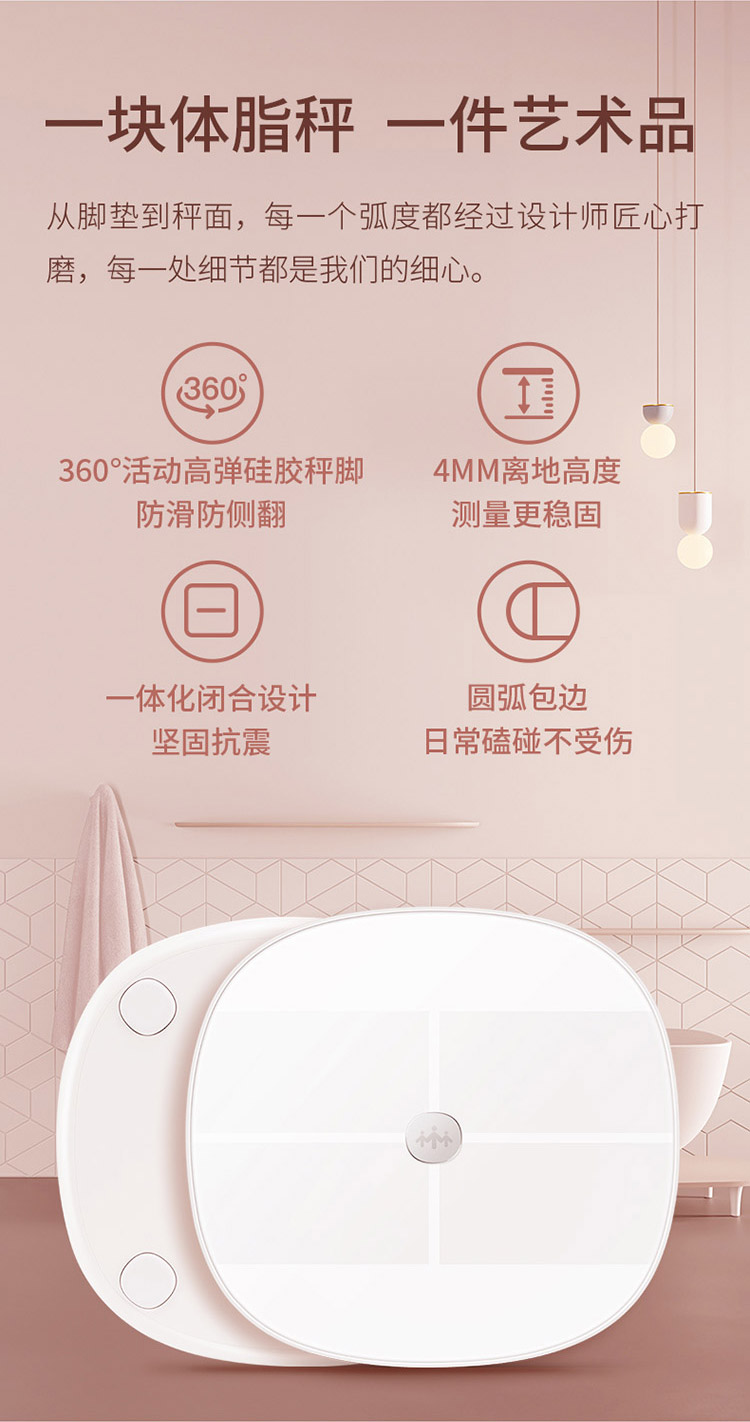 一块体脂秤 一件艺术品
从脚垫到秤面，每一个弧度都经过设计师匠心打
磨，每一处细节都是我们的细心。
360°
360°活动高弹硅胶秤脚
防滑防侧翻
4MM离地高度
测量更稳固
一体化闭合设计
坚固抗震
圆弧包边
日常磕碰不受伤